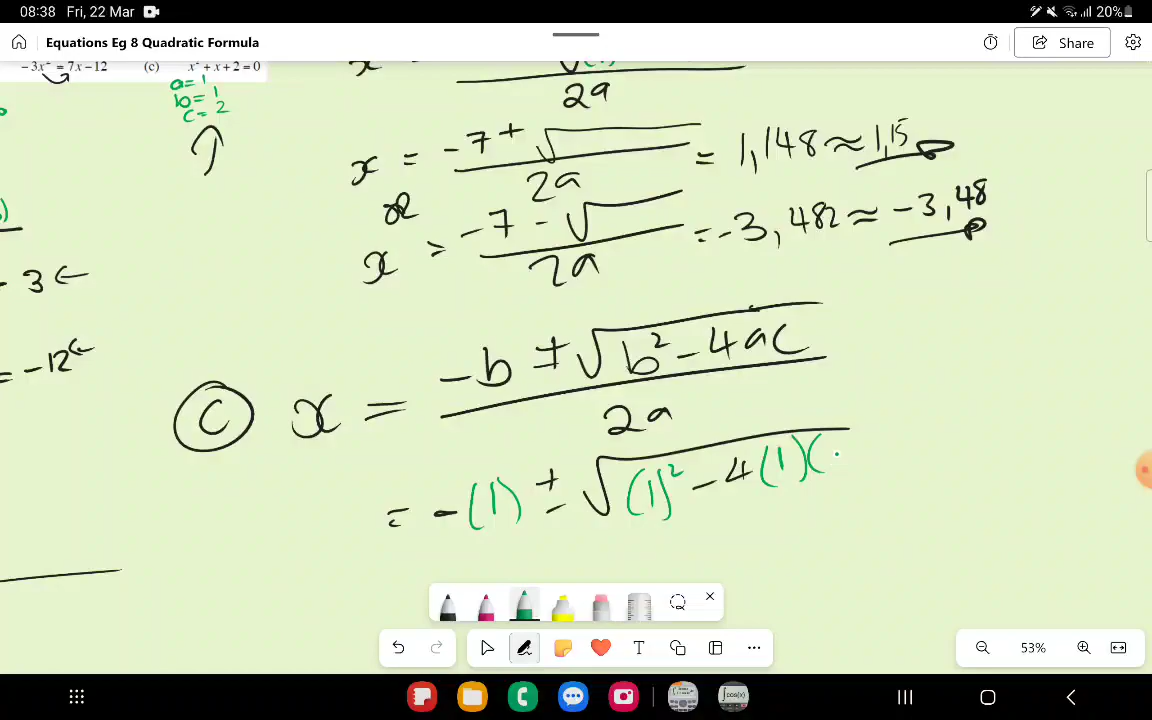 08:38 Fri, 22 Mar 20%
Equations Eg 8 Quadratic Formula Share
-3x² = 7x - 12 (c) x² + x + 2 = 0
a = 1
b = 1
c = 2
2a
x = (-7 + √)/2a = 1,148 ≈ 1,15
or
x = (-7 - √)/2a = -3,482 ≈ -3,48
- 3 ←
= -12 ←
(c) x = (-b ± √(b² - 4ac))/2a
= -(1) ± √((1)² - 4(1)(
T
53%